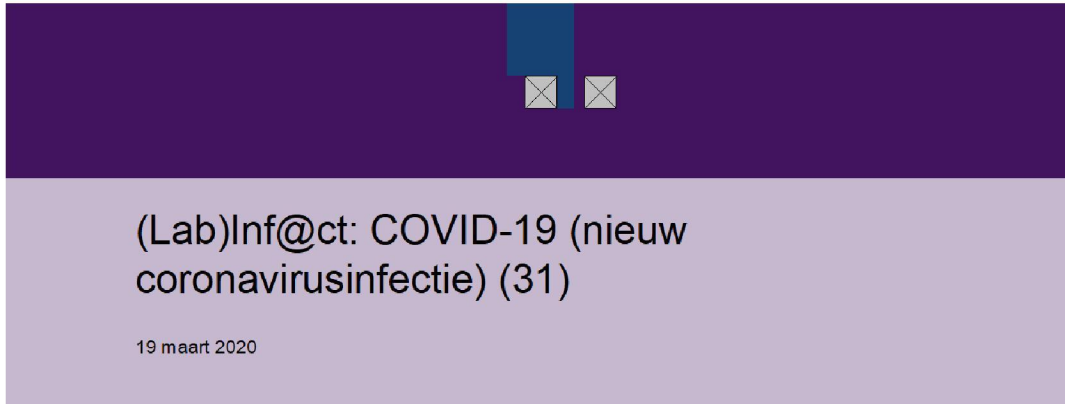 (Lab)Inf@ct: COVID-19 (nieuw
coronavirusinfectie) (31)
19 maart 2020